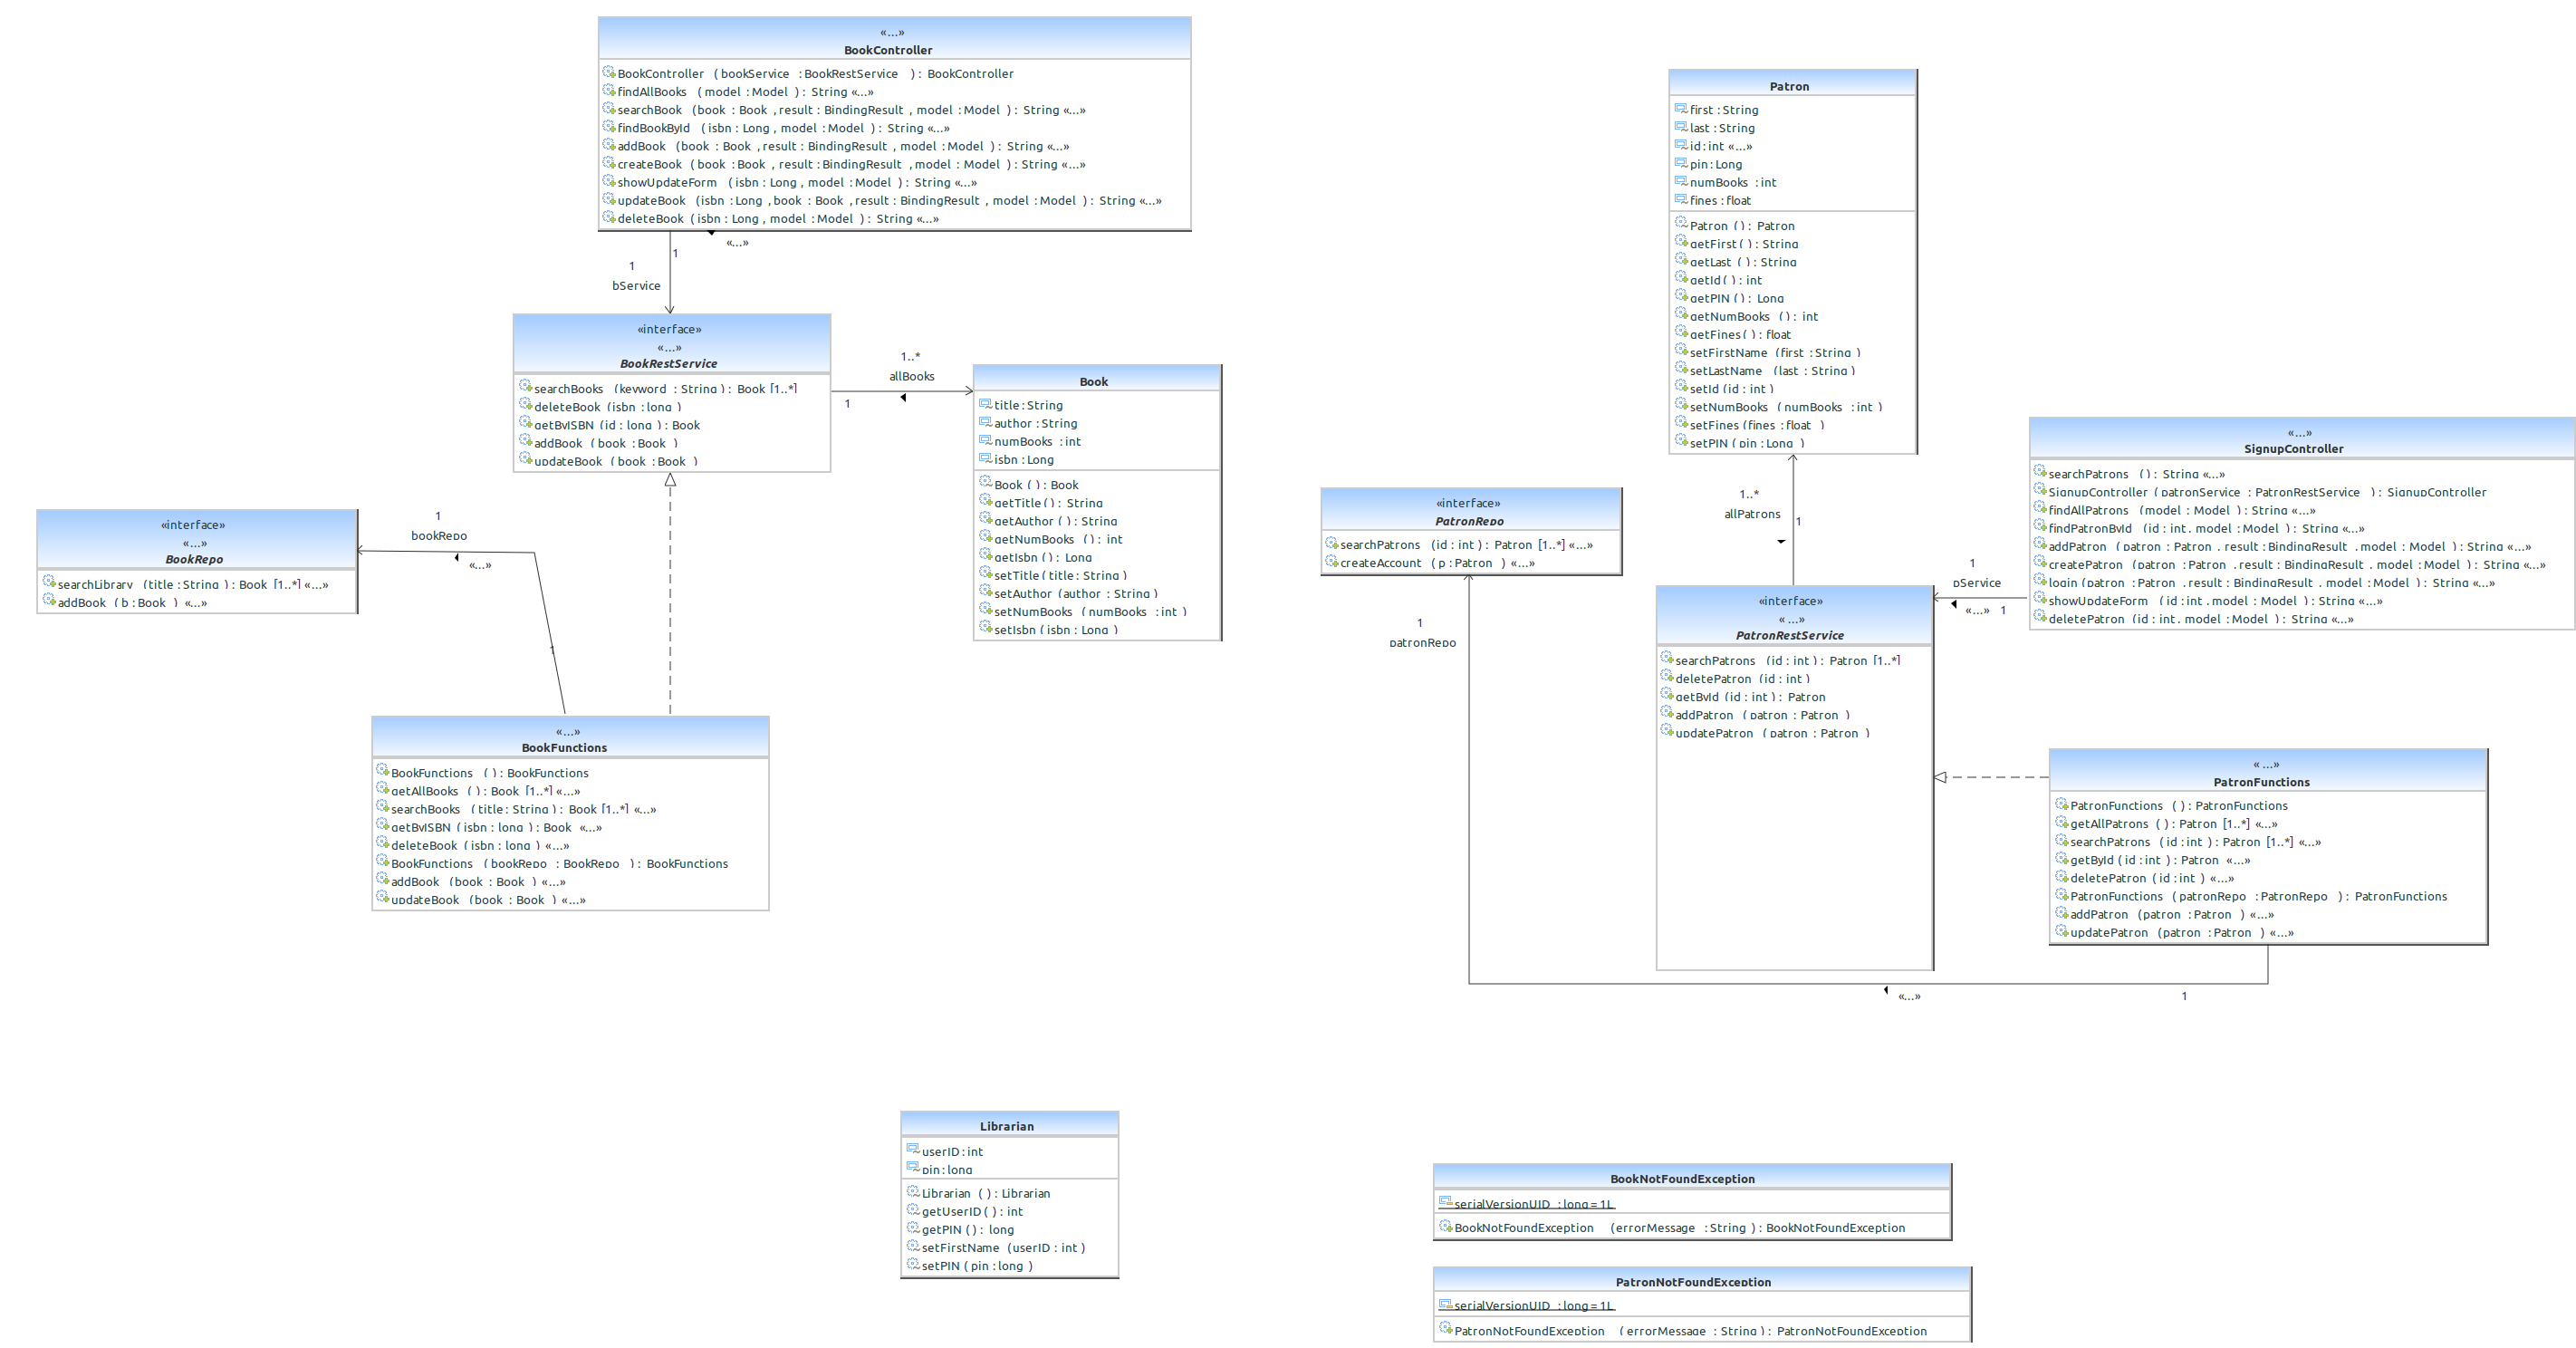 «...»
BookController
BookController (bookService : BookRestService ) : BookController
findAllBooks (model : Model ) : String «...»
searchBook (book : Book , result : BindingResult , model : Model ) : String «...»
findBookById (isbn : Long , model : Model ) : String «...»
addBook (book : Book , result : BindingResult , model : Model ) : String «...»
createBook (book : Book , result : BindingResult , model : Model ) : String «...»
showUpdateForm (isbn : Long , model : Model ) : String «...»
updateBook (isbn : Long , book : Book , result : BindingResult , model : Model ) : String «...»
deleteBook (isbn : Long , model : Model ) : String «...»
«...»
1
1
bService
«interface»
«...»
BookRestService
searchBooks (keyword : String ) : Book [1..*]
deleteBook (isbn : long )
getByISBN (id : long ) : Book
addBook (book : Book )
updateBook (book : Book )
1..*
allBooks
1
Book
title : String
author : String
numBooks : int
isbn : Long
Book ( ) : Book
getTitle ( ) : String
getAuthor ( ) : String
getNumBooks ( ) : int
getIsbn ( ) : Long
setTitle (title : String )
setAuthor (author : String )
setNumBooks (numBooks : int )
setIsbn (isbn : Long )
«interface»
«...»
BookRepo
searchLibrary (title : String ) : Book [1..*] «...»
addBook (b : Book ) «...»
1
bookRepo
«...»
1
«...»
BookFunctions
BookFunctions ( ) : BookFunctions
getAllBooks ( ) : Book [1..*] «...»
searchBooks (title : String ) : Book [1..*] «...»
getByISBN (isbn : long ) : Book «...»
deleteBook (isbn : long ) «...»
BookFunctions (bookRepo : BookRepo ) : BookFunctions
addBook (book : Book ) «...»
updateBook (book : Book ) «...»
Patron
first : String
last : String
id : int «...»
pin : Long
numBooks : int
fines : float
Patron ( ) : Patron
getFirst ( ) : String
getLast ( ) : String
getId ( ) : int
getPIN ( ) : Long
getNumBooks ( ) : int
getFines ( ) : float
setFirstName (first : String )
setLastName (last : String )
setId (id : int )
setNumBooks (numBooks : int )
setFines (fines : float )
setPIN (pin : Long )
1..*
allPatrons
1
«interface»
PatronRepo
searchPatrons (id : int ) : Patron [1..*] «...»
createAccount (p : Patron ) «...»
1
patronRepo
«...»
SignupController
searchPatrons ( ) : String «...»
SignupController (patronService : PatronRestService ) : SignupController
findAllPatrons (model : Model ) : String «...»
findPatronById (id : int , model : Model ) : String «...»
addPatron (patron : Patron , result : BindingResult , model : Model ) : String «...»
createPatron (patron : Patron , result : BindingResult , model : Model ) : String «...»
login (patron : Patron , result : BindingResult , model : Model ) : String «...»
showUpdateForm (id : int , model : Model ) : String «...»
deletePatron (id : int , model : Model ) : String «...»
1
pService
«...» 1
«interface»
«...»
PatronRestService
searchPatrons (id : int ) : Patron [1..*]
deletePatron (id : int )
getById (id : int ) : Patron
addPatron (patron : Patron )
updatePatron (patron : Patron )
«...»
PatronFunctions
PatronFunctions ( ) : PatronFunctions
getAllPatrons ( ) : Patron [1..*] «...»
searchPatrons (id : int ) : Patron [1..*] «...»
getById (id : int ) : Patron «...»
deletePatron (id : int ) «...»
PatronFunctions (patronRepo : PatronRepo ) : PatronFunctions
addPatron (patron : Patron ) «...»
updatePatron (patron : Patron ) «...»
«...»
1
Librarian
userID : int
pin : long
Librarian ( ) : Librarian
getUserID ( ) : int
getPIN ( ) : long
setFirstName (userID : int )
setPIN (pin : long )
BookNotFoundException
serialVersionUID : long = 1L
BookNotFoundException (errorMessage : String ) : BookNotFoundException
PatronNotFoundException
serialVersionUID : long = 1L
PatronNotFoundException (errorMessage : String ) : PatronNotFoundException